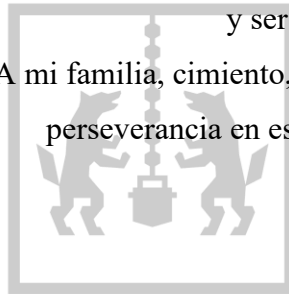 y ser
A mi familia, cimiento,
perseverancia en es